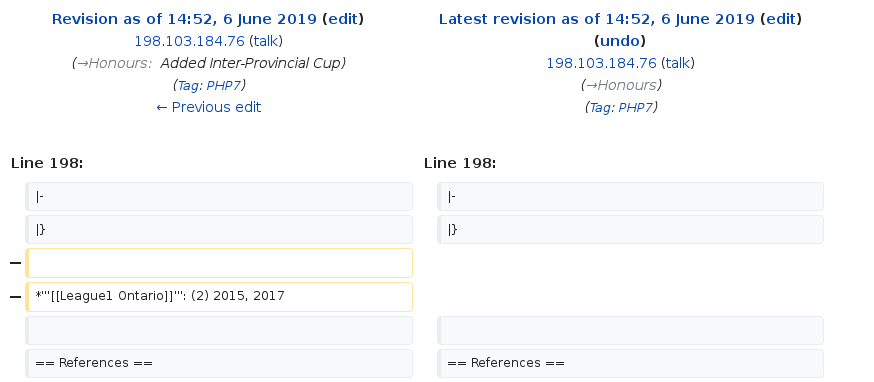 Revision as of 14:52, 6 June 2019 (edit)
198.103.184.76 (talk)
(→Honours: Added Inter-Provincial Cup)
(Tag: PHP7)
← Previous edit
Latest revision as of 14:52, 6 June 2019 (edit)
(undo)
198.103.184.76 (talk)
(→Honours)
(Tag: PHP7)
Line 198:
Line 198:
|-
|-
|}
|}
−
− *'''[[League1 Ontario]]''': (2) 2015, 2017
== References ==
== References ==